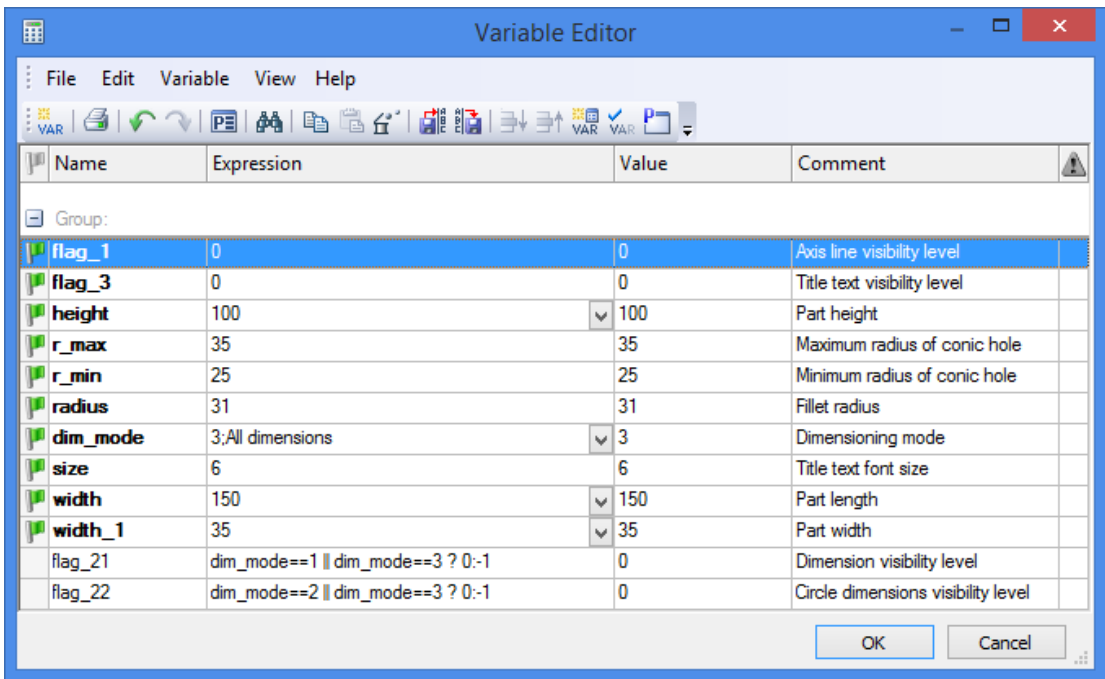 Variable Editor
File Edit Variable View Help
VAR PE VAR VAR P
Name Expression Value Comment
Group:
flag_1 0 0 Axis line visibility level
flag_3 0 0 Title text visibility level
height 100 100 Part height
r_max 35 35 Maximum radius of conic hole
r_min 25 25 Minimum radius of conic hole
radius 31 31 Fillet radius
dim_mode 3;All dimensions 3 Dimensioning mode
size 6 6 Title text font size
width 150 150 Part length
width_1 35 35 Part width
flag_21 dim_mode==1 || dim_mode==3 ? 0:-1 0 Dimension visibility level
flag_22 dim_mode==2 || dim_mode==3 ? 0:-1 0 Circle dimensions visibility level
OK Cancel